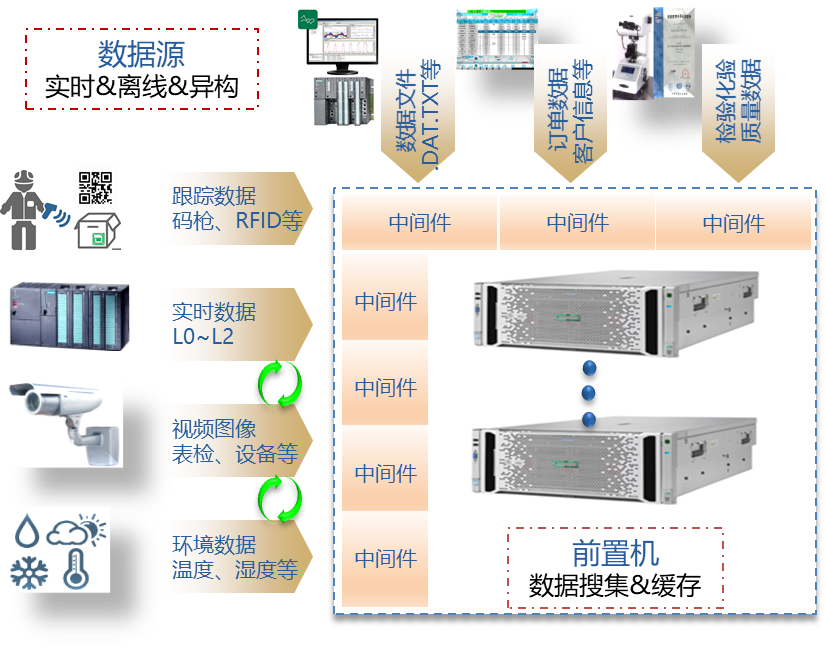 数据源
实时&离线&异构
数据文件
.DAT.TXT等
订单数据
客户信息等
检验化验
质量数据
跟踪数据
码枪、RFID等
中间件
中间件
中间件
实时数据
L0~L2
中间件
中间件
视频图像
表检、设备等
中间件
环境数据
温度、湿度等
中间件
前置机
数据搜集&缓存